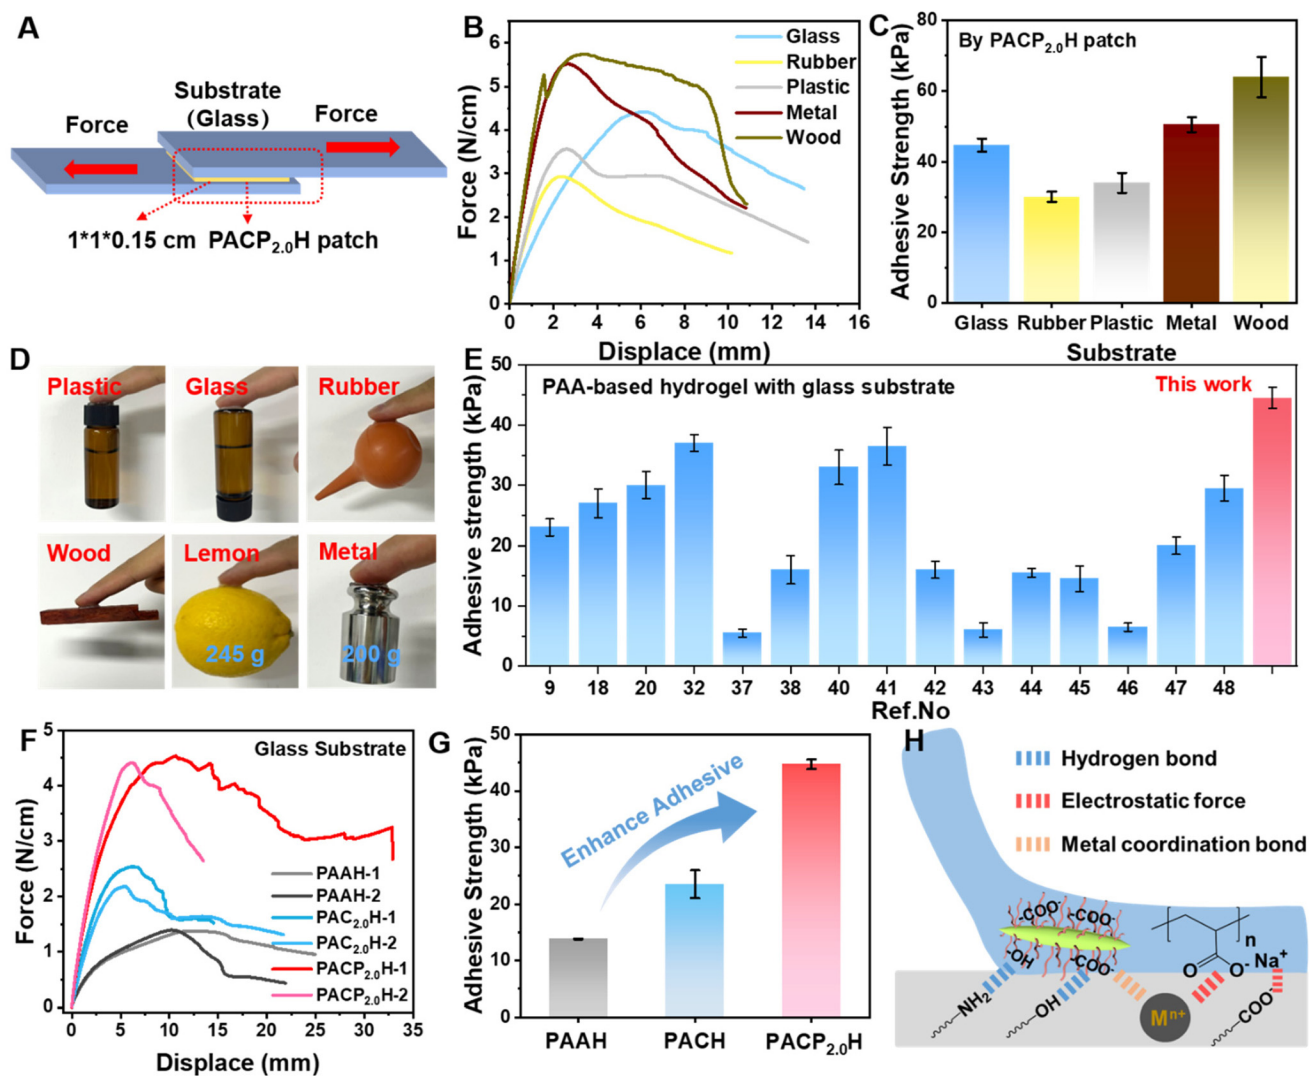 A
Substrate
(Glass)
Force
Force
1*1*0.15 cm PACP2.0H patch
B
Force (N/cm)
6
5
4
3
2
1
0
0 2 4 6 8 10 12 14 16
Displace (mm)
Glass
Rubber
Plastic
Metal
Wood
C
Adhesive Strength (kPa)
By PACP2.0H patch
80
60
40
20
0
Glass Rubber Plastic Metal Wood
Substrate
D
Plastic
Glass
Rubber
Wood
Lemon
Metal
245 g
200 g
E
Adhesive strength (kPa)
PAA-based hydrogel with glass substrate
This work
50
40
30
20
10
0
9 18 20 32 37 38 40 41 42 43 44 45 46 47 48
Ref.No
F
Force (N/cm)
Glass Substrate
5
4
3
2
1
0
0 5 10 15 20 25 30 35
Displace (mm)
PAAH-1
PAAH-2
PAC2.0H-1
PAC2.0H-2
PACP2.0H-1
PACP2.0H-2
G
Adhesive Strength (kPa)
Enhance Adhesive
50
40
30
20
10
0
PAAH PACH PACP2.0H
H
Hydrogen bond
Electrostatic force
Metal coordination bond
-COO-
-COO-
-OH
-COO-
n
O
O-
Na+
-NH2
-OH
Mn+
-COO-